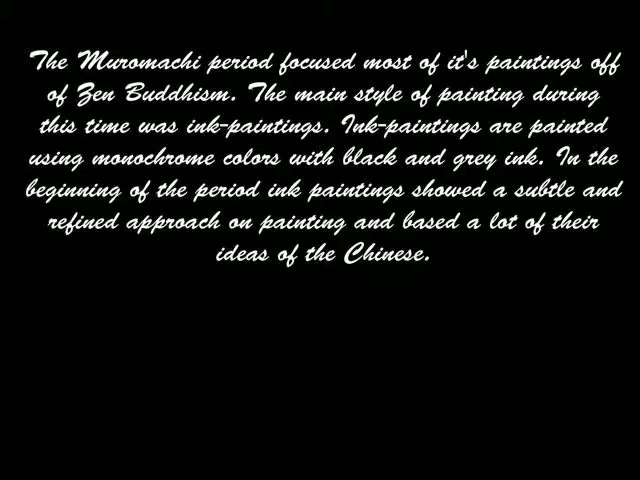 The Muromachi period focused most of it's paintings off
of Zen Buddhism. The main style of painting during
this time was ink-paintings. Ink-paintings are painted
using monochrome colors with black and grey ink. In the
beginning of the period ink paintings showed a subtle and
refined approach on painting and based a lot of their
ideas of the Chinese.